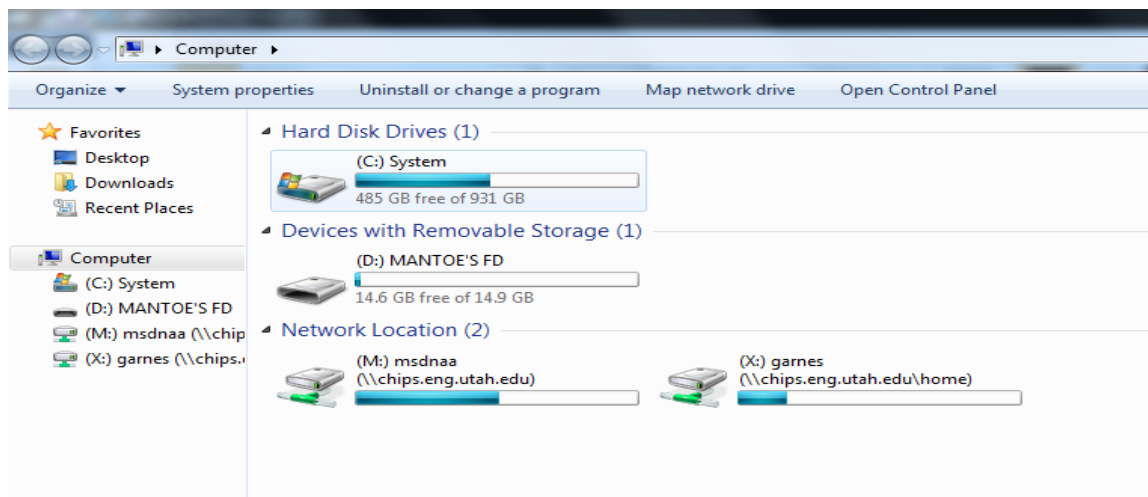 Computer
Organize System properties Uninstall or change a program Map network drive Open Control Panel
Favorites
Desktop
Downloads
Recent Places
Computer
(C:) System
(D:) MANTOE'S FD
(M:) msdnaa (\\chip
(X:) garnes (\\chips.
Hard Disk Drives (1)
(C:) System
485 GB free of 931 GB
Devices with Removable Storage (1)
(D:) MANTOE'S FD
14.6 GB free of 14.9 GB
Network Location (2)
(M:) msdnaa
(\\chips.eng.utah.edu)
(X:) garnes
(\\chips.eng.utah.edu\home)